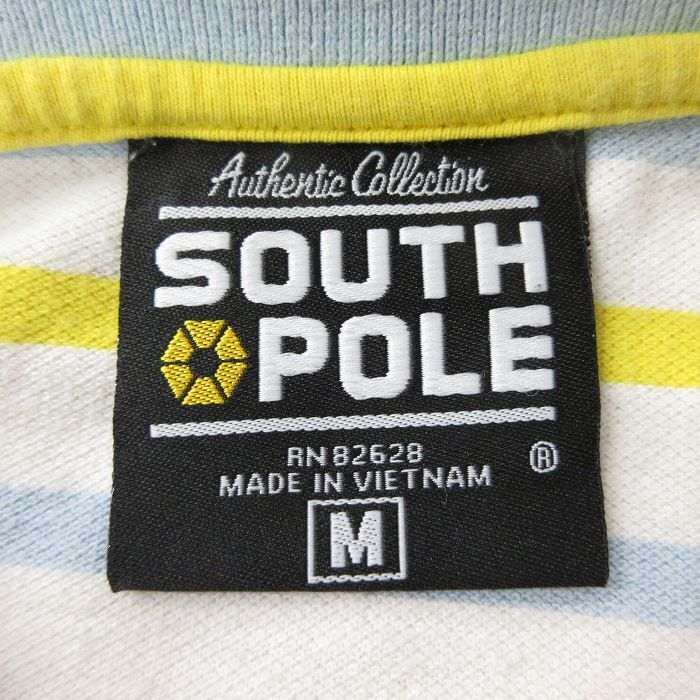 Authentic Collection
SOUTH
POLE
RN 82628 ®
MADE IN VIETNAM
M